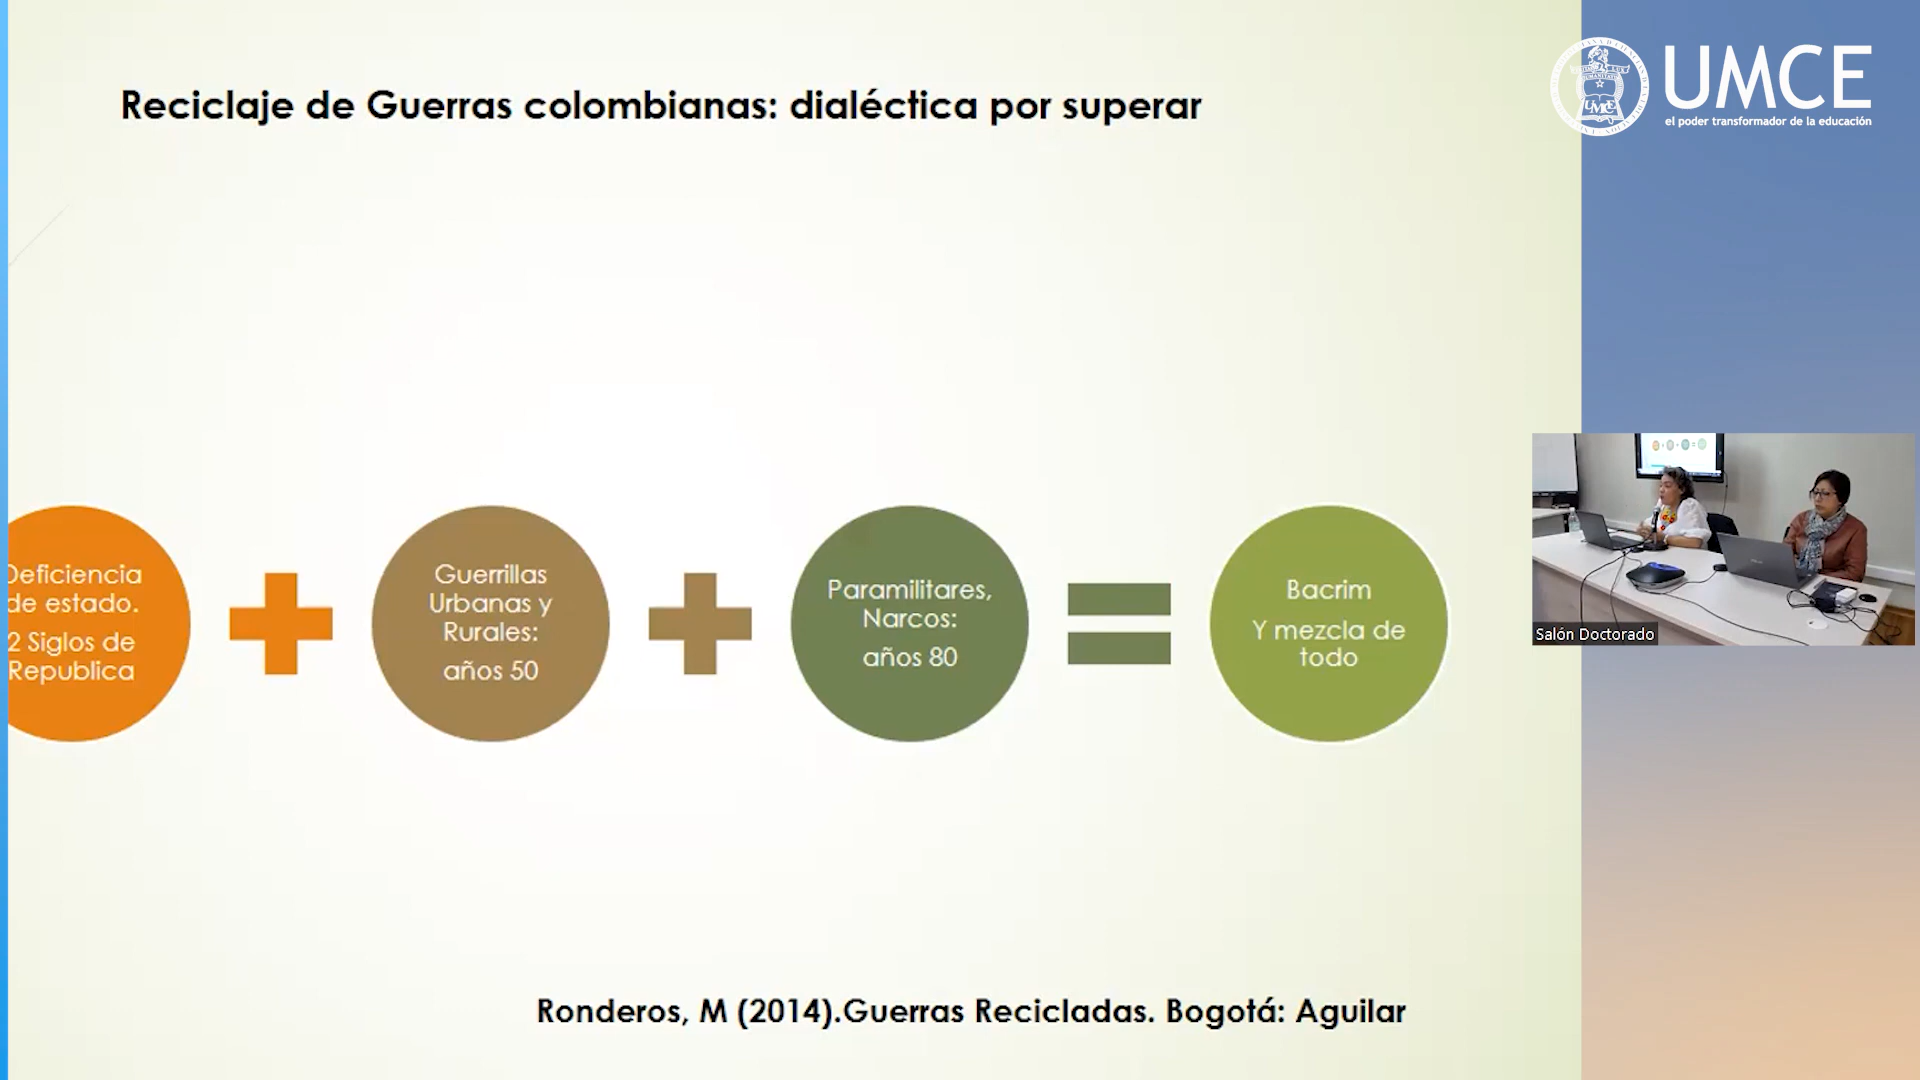 Reciclaje de Guerras colombianas: dialéctica por superar
UMCE
el poder transformador de la educación
Deficiencia
de estado.
2 Siglos de
Republica
Guerrillas
Urbanas y
Rurales:
años 50
Paramilitares,
Narcos:
años 80
Bacrim
Y mezcla de
todo
Salón Doctorado
Ronderos, M (2014).Guerras Recicladas. Bogotá: Aguilar